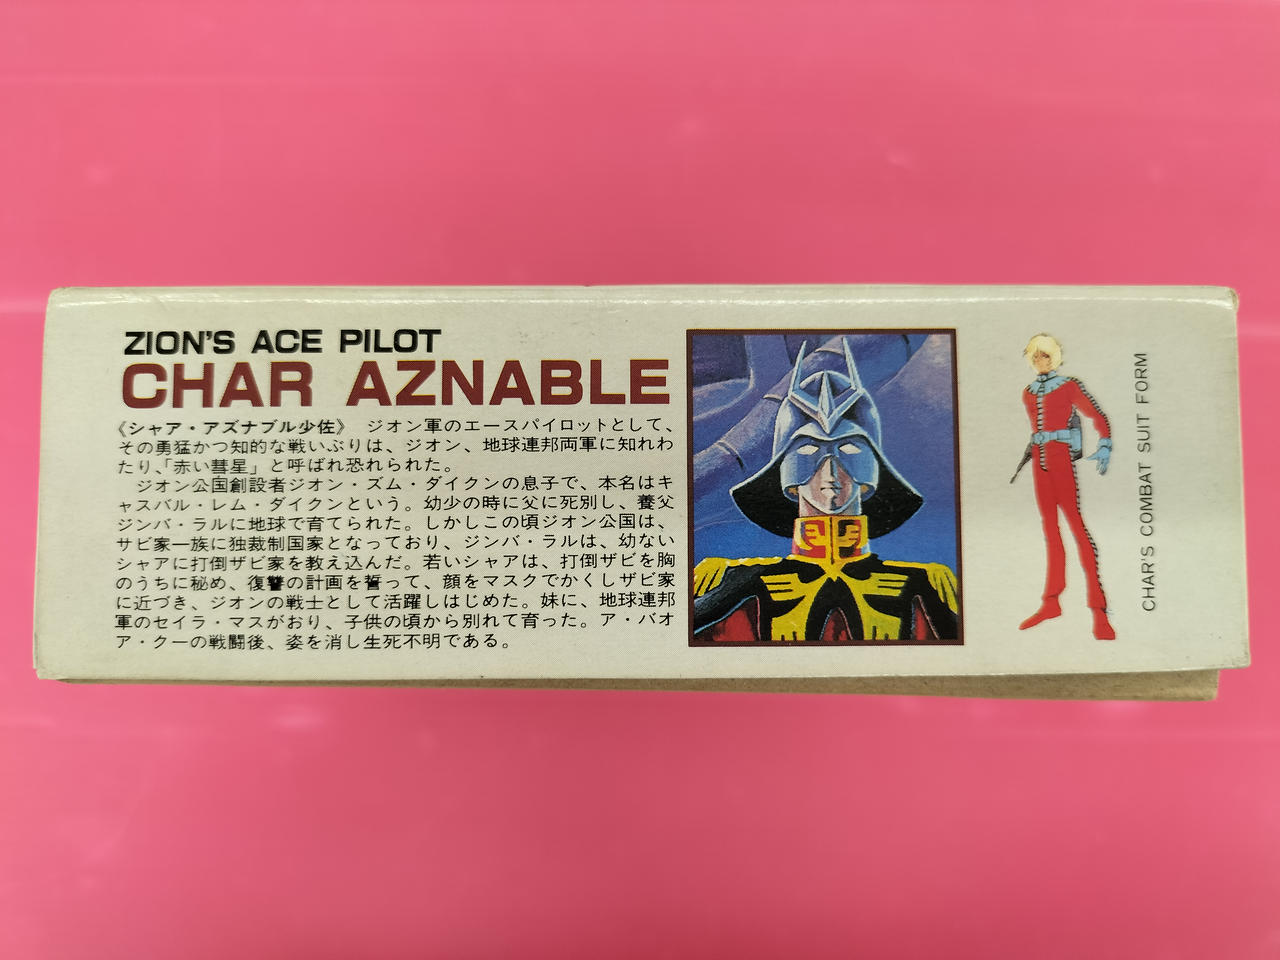 ZION'S ACE PILOT
CHAR AZNABLE
《シャア・アズナブル少佐》 ジオン軍のエースパイロットとして、
その勇猛かつ知的な戦いぶりは、ジオン、地球連邦両軍に知れわ
たり、「赤い彗星」と呼ばれ恐れられた。
ジオン公国創設者ジオン・ズム・ダイクンの息子で、本名はキ
ャスバル・レム・ダイクンという。幼少の時に父に死別し、養父
ジンバ・ラルに地球で育てられた。しかしこの頃ジオン公国は、
サビ家一族に独裁制国家となっており、ジンバ・ラルは、幼ない
シャアに打倒ザビ家を教え込んだ。若いシャアは、打倒ザビを胸
のうちに秘め、復讐の計画を誓って、顔をマスクでかくしザビ家
に近づき、ジオンの戦士として活躍しはじめた。妹に、地球連邦
軍のセイラ・マスがおり、子供の頃から別れて育った。ア・バオ
ア・クーの戦闘後、姿を消し生死不明である。
CHAR'S COMBAT SUIT FORM